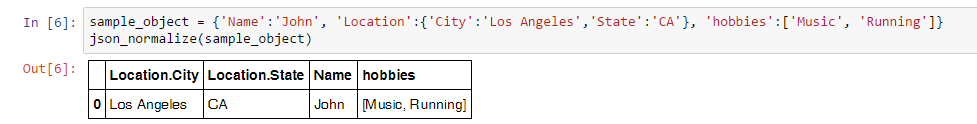 In [6]: sample_object = {'Name':'John', 'Location':{'City':'Los Angeles','State':'CA'}, 'hobbies':['Music', 'Running']}
json_normalize(sample_object)
Out[6]:
Location.City Location.State Name hobbies
0 Los Angeles CA John [Music, Running]